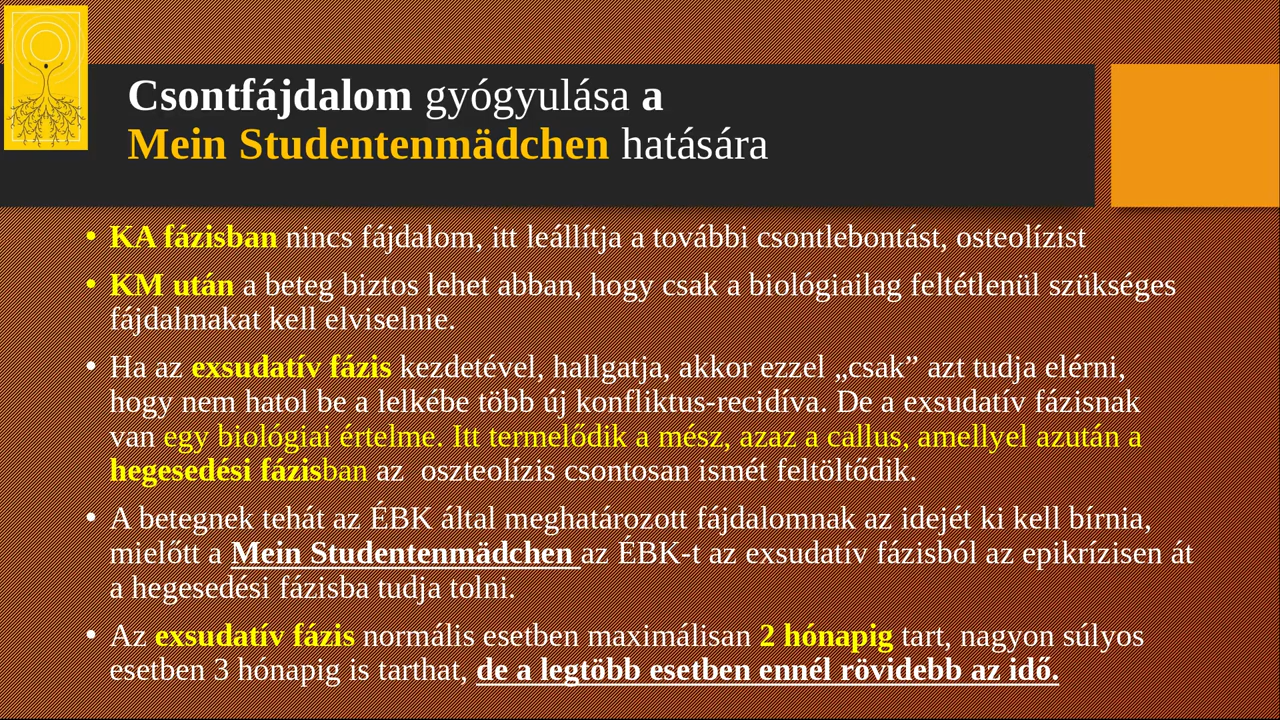 Csontfájdalom gyógyulása a
Mein Studentenmädchen hatására
• KA fázisban nincs fájdalom, itt leállítja a további csontlebontást, osteolízist
• KM után a beteg biztos lehet abban, hogy csak a biológiailag feltétlenül szükséges
fájdalmakat kell elviselnie.
• Ha az exsudatív fázis kezdetével, hallgatja, akkor ezzel „csak” azt tudja elérni,
hogy nem hatol be a lelkébe több új konfliktus-recidíva. De a exsudatív fázisnak
van egy biológiai értelme. Itt termelődik a mész, azaz a callus, amellyel azután a
hegesedési fázisban az  oszteolízis csontosan ismét feltöltődik.
• A betegnek tehát az ÉBK által meghatározott fájdalomnak az idejét ki kell bírnia,
mielőtt a Mein Studentenmädchen az ÉBK-t az exsudatív fázisból az epikrízisen át
a hegesedési fázisba tudja tolni.
• Az exsudatív fázis normális esetben maximálisan 2 hónapig tart, nagyon súlyos
esetben 3 hónapig is tarthat, de a legtöbb esetben ennél rövidebb az idő.